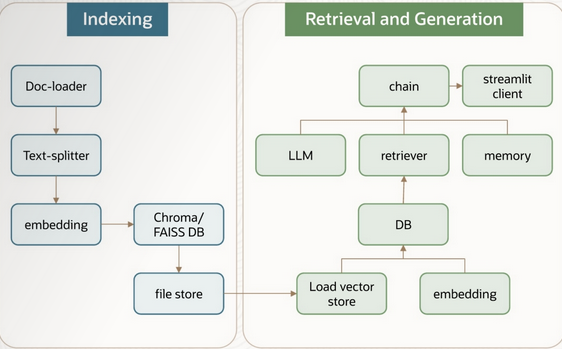 Indexing
Retrieval and Generation
Doc-loader
Text-splitter
embedding
Chroma/
FAISS DB
file store
chain
streamlit
client
LLM
retriever
memory
DB
Load vector
store
embedding